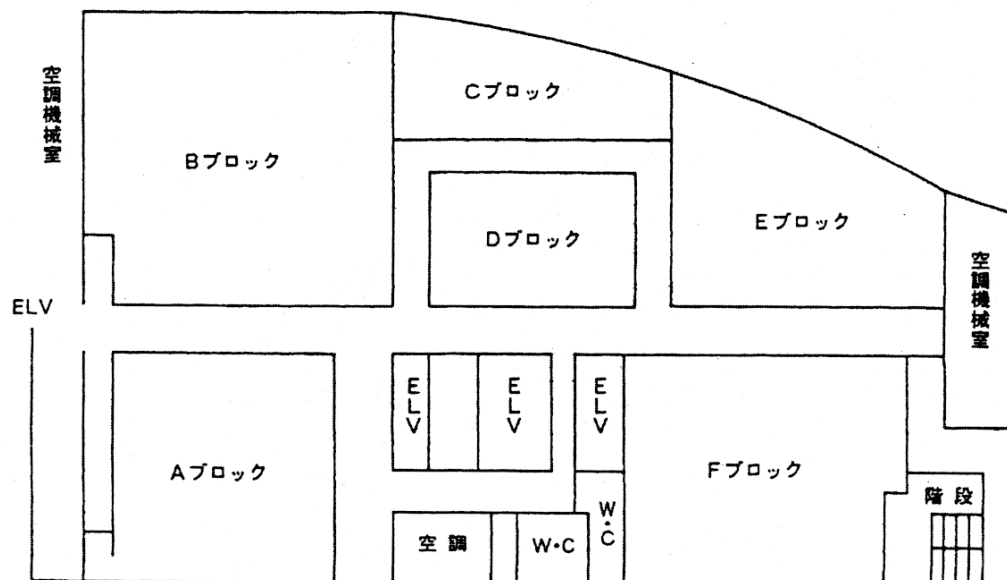 空調機械室
Cブロック
Bブロック
Dブロック
Eブロック
空調機械室
ELV
ELV
ELV
ELV
Aブロック
Fブロック
階段
W・C
空調
W・C